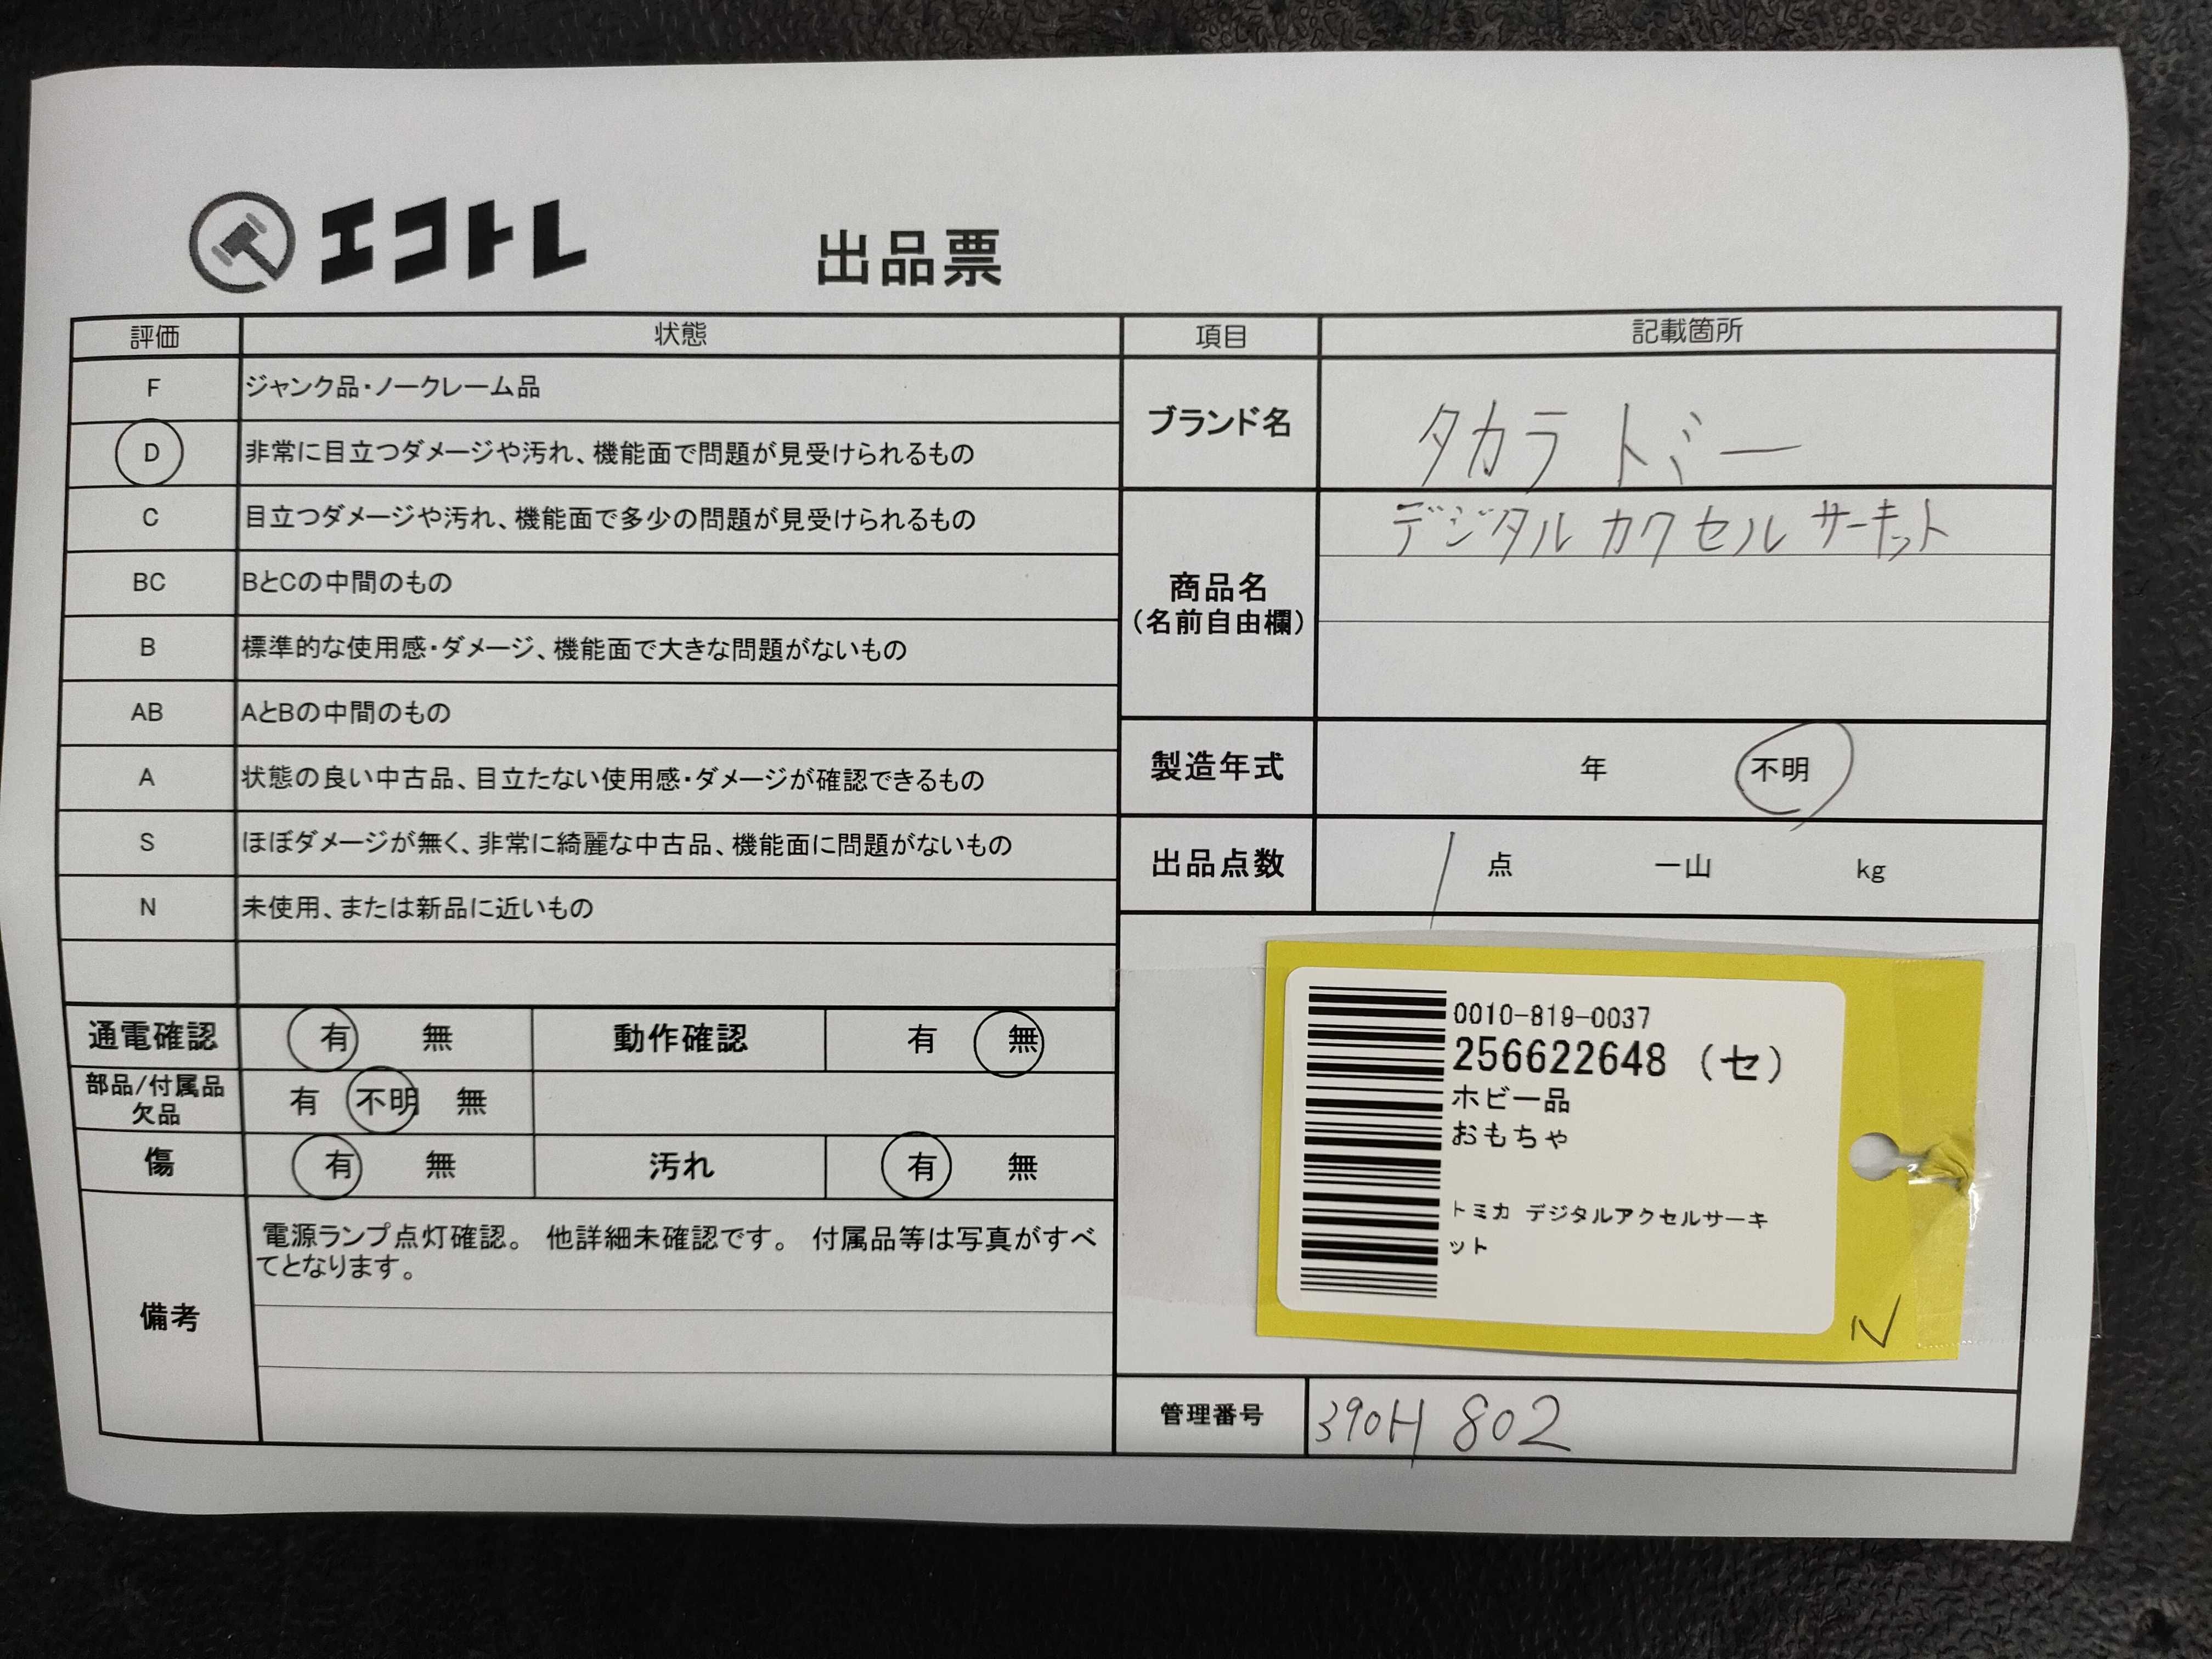 エコトレ
出品票
評価 状態
F ジャンク品・ノークレーム品
D 非常に目立つダメージや汚れ、機能面で問題が見受けられるもの
C 目立つダメージや汚れ、機能面で多少の問題が見受けられるもの
BC BとCの中間のもの
B 標準的な使用感・ダメージ、機能面で大きな問題がないもの
AB AとBの中間のもの
A 状態の良い中古品、目立たない使用感・ダメージが確認できるもの
S ほぼダメージが無く、非常に綺麗な中古品、機能面に問題がないもの
N 未使用、または新品に近いもの
通電確認 有 無 動作確認 有 無
部品/付属品
欠品 有 不明 無
傷 有 無 汚れ 有 無
備考
電源ランプ点灯確認。 他詳細未確認です。 付属品等は写真がすべ
てとなります。
項目 記載箇所
ブランド名 タカラトミー
商品名
(名前自由欄)
デジタルカクセルサーキット
製造年式 年 不明
出品点数 1 点 一山 kg
0010-819-0037
256622648 (セ)
ホビー品
おもちゃ
トミカ デジタルアクセルサーキ
ット
N
管理番号 390H 802